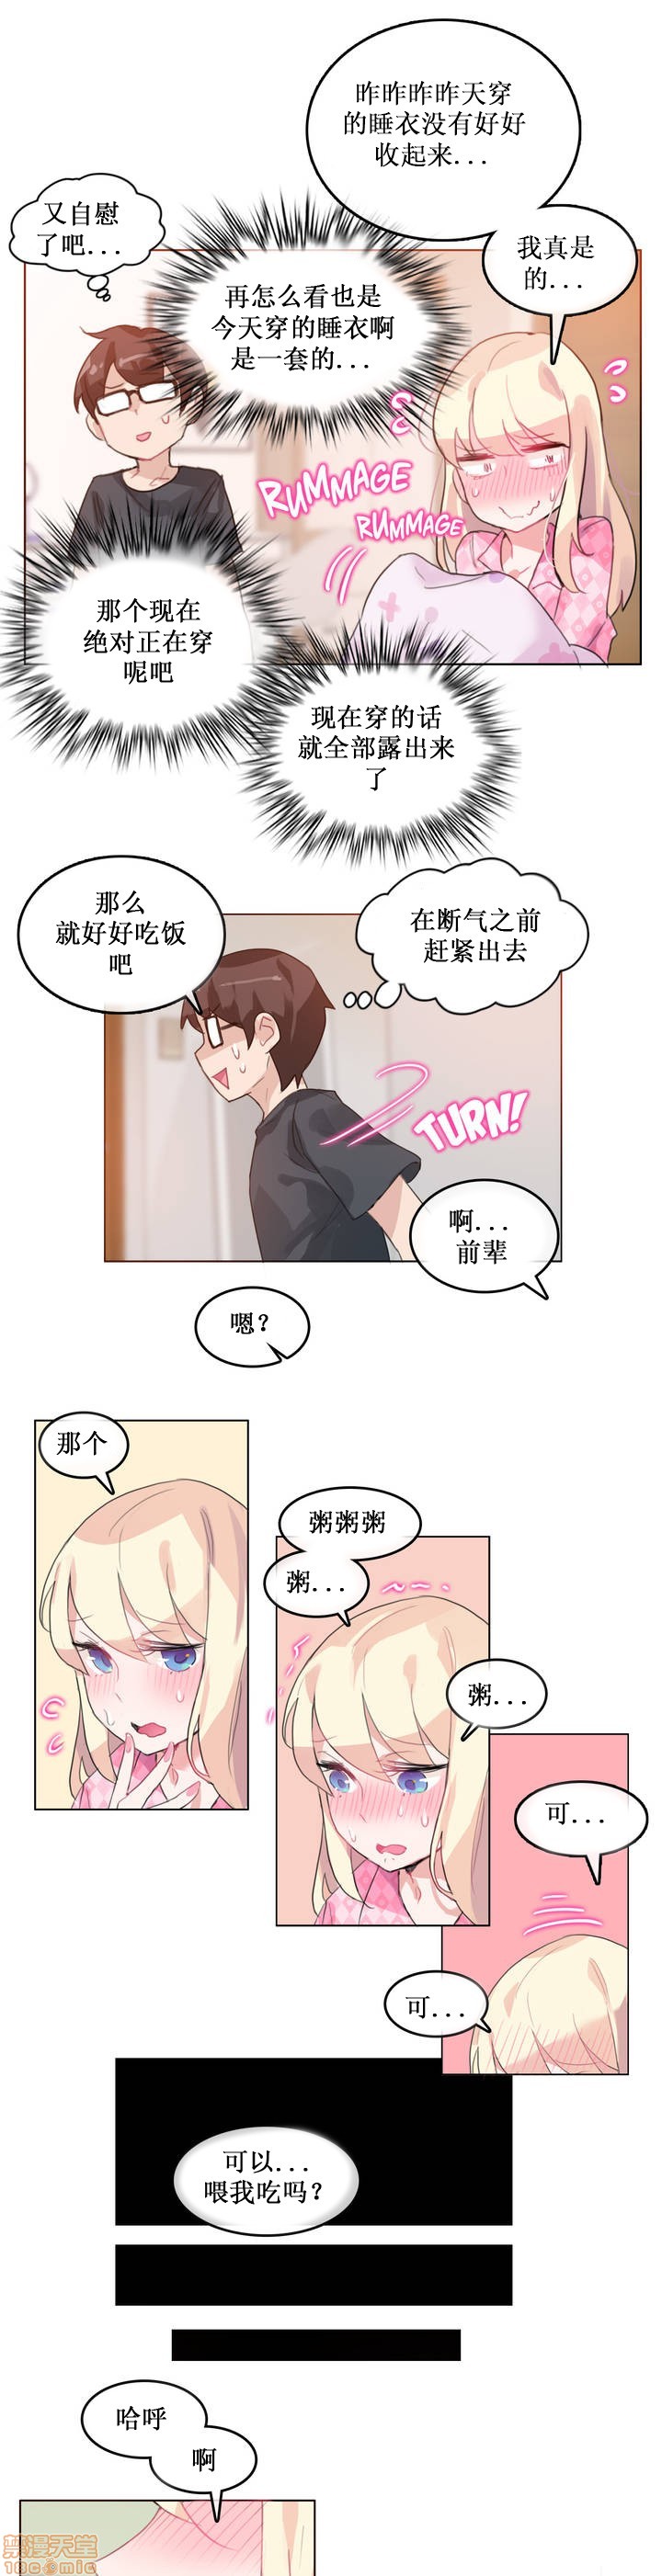 昨昨昨昨天穿
的睡衣没有好好
收起来...
我真是
的...
又自慰
了吧...
再怎么看也是
今天穿的睡衣啊
是一套的...
RUMMAGE
RUMMAGE
那个现在
绝对正在穿
呢吧
现在穿的话
就全部露出来
了
那么
就好好吃饭
吧
在断气之前
赶紧出去
TURN!
啊...
前辈
嗯?
那个
粥粥粥
粥...
粥...
可...
可...
可以...
喂我吃吗?
哈呼
啊
禁漫天堂
18comic